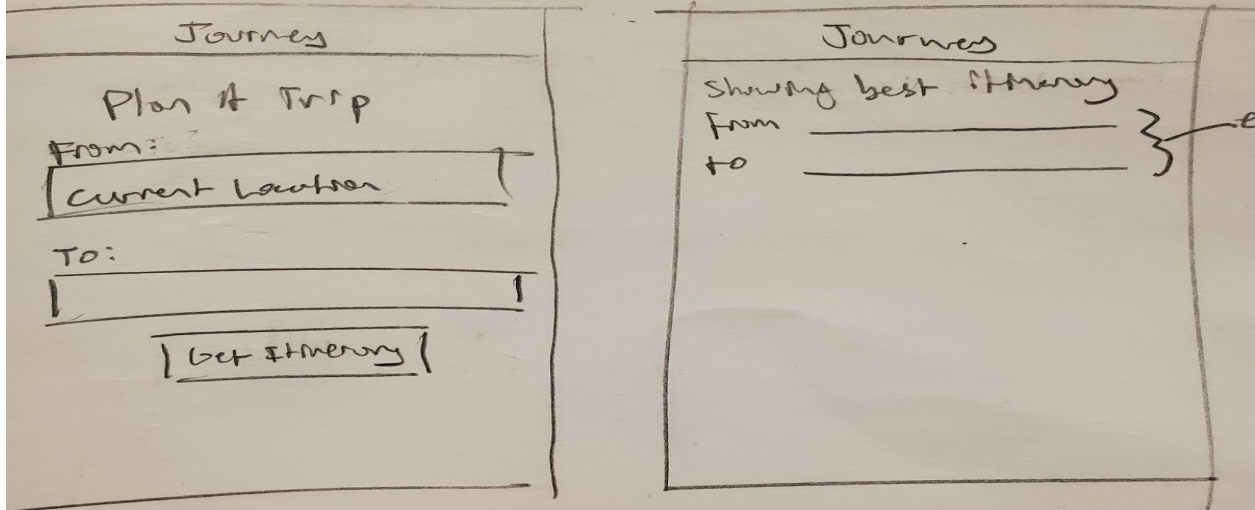 Journey
Plan A Trip
From:
Current Location
To:
Get Itinerary
Journey
Showing best itinerary
From
to